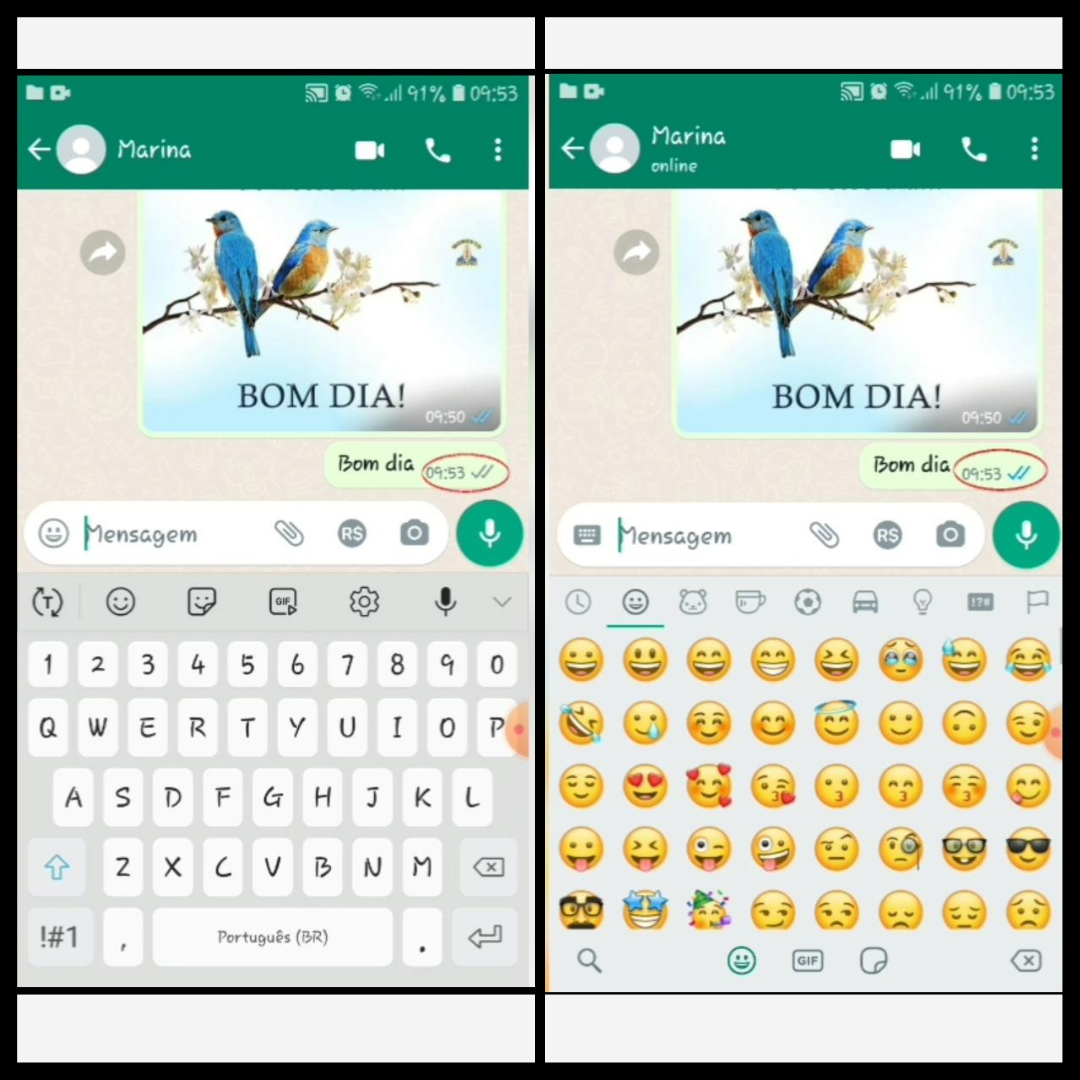 91% 09:53
Marina
BOM DIA!
09:50
Bom dia
09:53
Mensagem
R$
T
GIF
1 2 3 4 5 6 7 8 9 0
Q W E R T Y U I O P
A S D F G H J K L
Z X C V B N M
!#1 , Português (BR) .
91% 09:53
Marina
online
BOM DIA!
09:50
Bom dia
09:53
Mensagem
R$
!?#
GIF